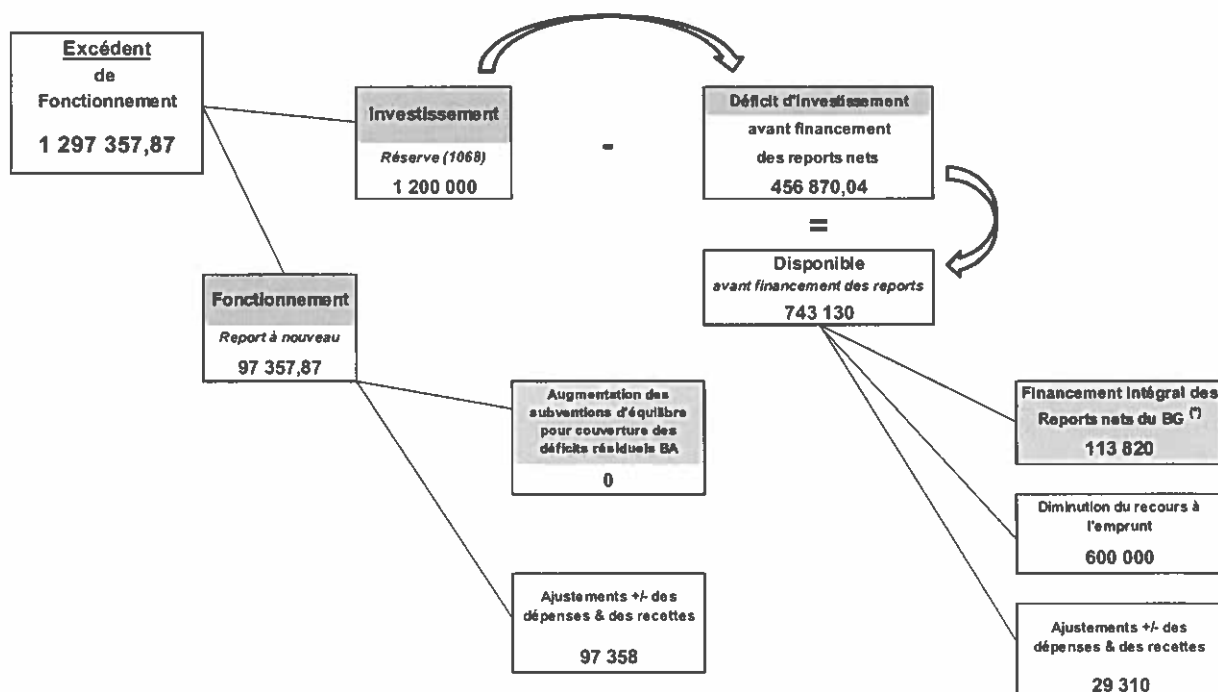 Excédent
de
Fonctionnement
1 297 357,87
Investissement
Réserve (1068)
1 200 000
-
Déficit d'Investissement
avant financement
des reports nets
456 870,04
=
Disponible
avant financement des reports
743 130
Fonctionnement
Report à nouveau
97 357,87
Augmentation des
subventions d'équilibre
pour couverture des
déficits résiduels BA
0
Ajustements +/- des
dépenses & des recettes
97 358
Financement Intégral des
Reports nets du BG (*)
113 820
Diminution du recours à
l'emprunt
600 000
Ajustements +/- des
dépenses & des recettes
29 310